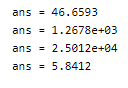 ans = 46.6593
ans = 1.2678e+03
ans = 2.5012e+04
ans = 5.8412